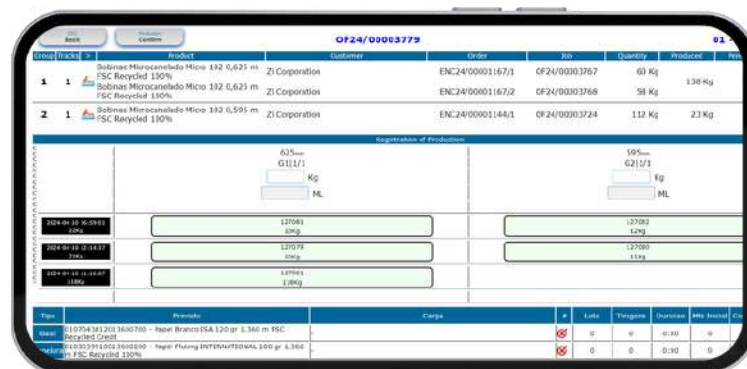 Back
Confirm
OF24/00003779
01
Group Tracks > Product Customer Order Job Quantity Produced
1 1 Bobinas Microcanelado Micro 102 0,625 m
FSC Recycled 100% Zi Corporation ENC24/00001167/1 OF24/00003767 60 Kg
138 Kg
Bobinas Microcanelado Micro 102 0,625 m
FSC Recycled 100% Zi Corporation ENC24/00001167/2 OF24/00003768 58 Kg
2 1 Bobinas Microcanelado Micro 102 0,595 m
FSC Recycled 100% Zi Corporation ENC24/00001144/1 OF24/00003724 112 Kg 23 Kg
Registration of Production
625mm 595mm
G1|1/1 G2|1/1
Kg Kg
ML ML
22Kg
127081 127082
10Kg 12Kg
127079 127080
11Kg
118Kg
118Kg
Tipo Previsto Carga # Lote Tiragem Duracao Mts Inicial
Papel Branco ISA 120 gr 1.360 m FSC
Recycled Credit 0 0 0:00 0
Papel Fluting INTERNATIONAL 100 gr 1.360
m FSC Recycled 100% 0 0 0:00 0